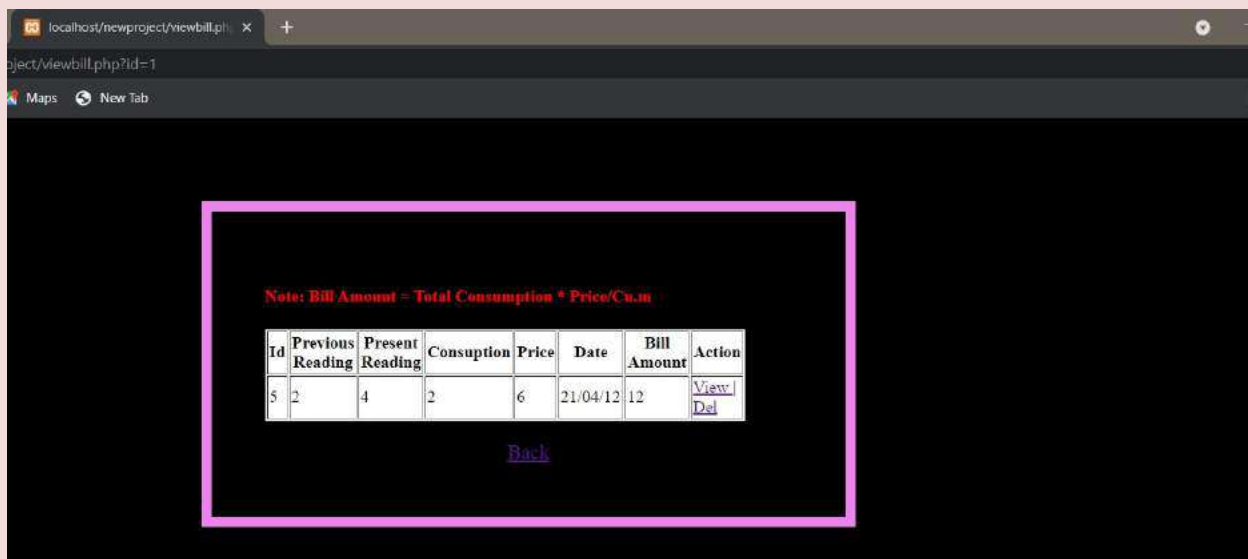 localhost/newproject/viewbill.ph
oject/viewbill.php?id=1
Maps New Tab
Note: Bill Amount = Total Consumption * Price/Cu.m
Id Previous Reading Present Reading Consuption Price Date Bill Amount Action
5 2 4 2 6 21/04/12 12 View | Del
Back